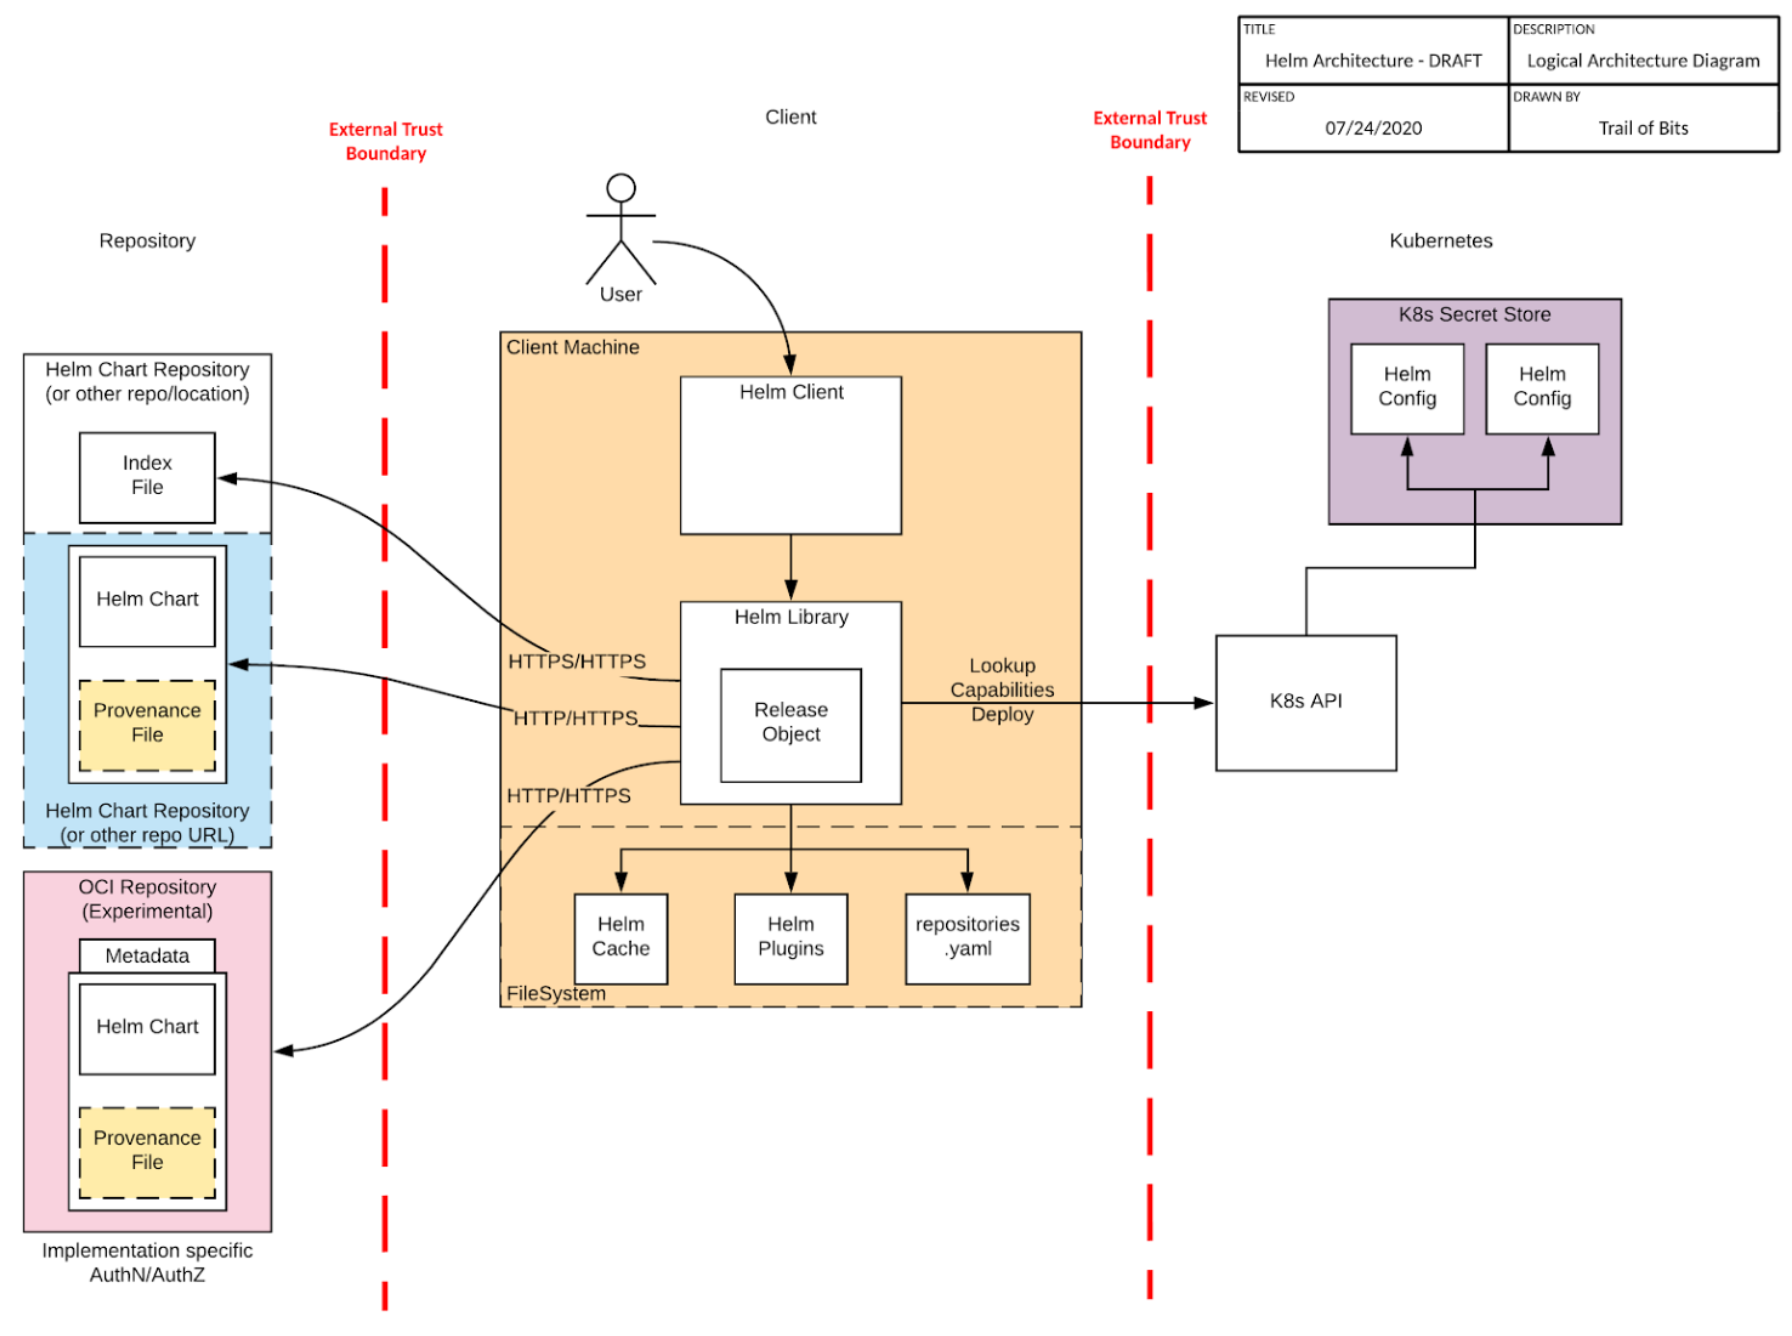 TITLE
Helm Architecture - DRAFT
DESCRIPTION
Logical Architecture Diagram
REVISED
07/24/2020
DRAWN BY
Trail of Bits
Repository
External Trust
Boundary
Client
External Trust
Boundary
Kubernetes
User
Helm Chart Repository
(or other repo/location)
Index
File
Helm Chart
Provenance
File
Helm Chart Repository
(or other repo URL)
OCI Repository
(Experimental)
Metadata
Helm Chart
Provenance
File
Implementation specific
AuthN/AuthZ
Client Machine
Helm Client
Helm Library
Release
Object
HTTPS/HTTPS
HTTP/HTTPS
HTTP/HTTPS
Lookup
Capabilities
Deploy
Helm
Cache
Helm
Plugins
repositories
.yaml
FileSystem
K8s Secret Store
Helm
Config
Helm
Config
K8s API